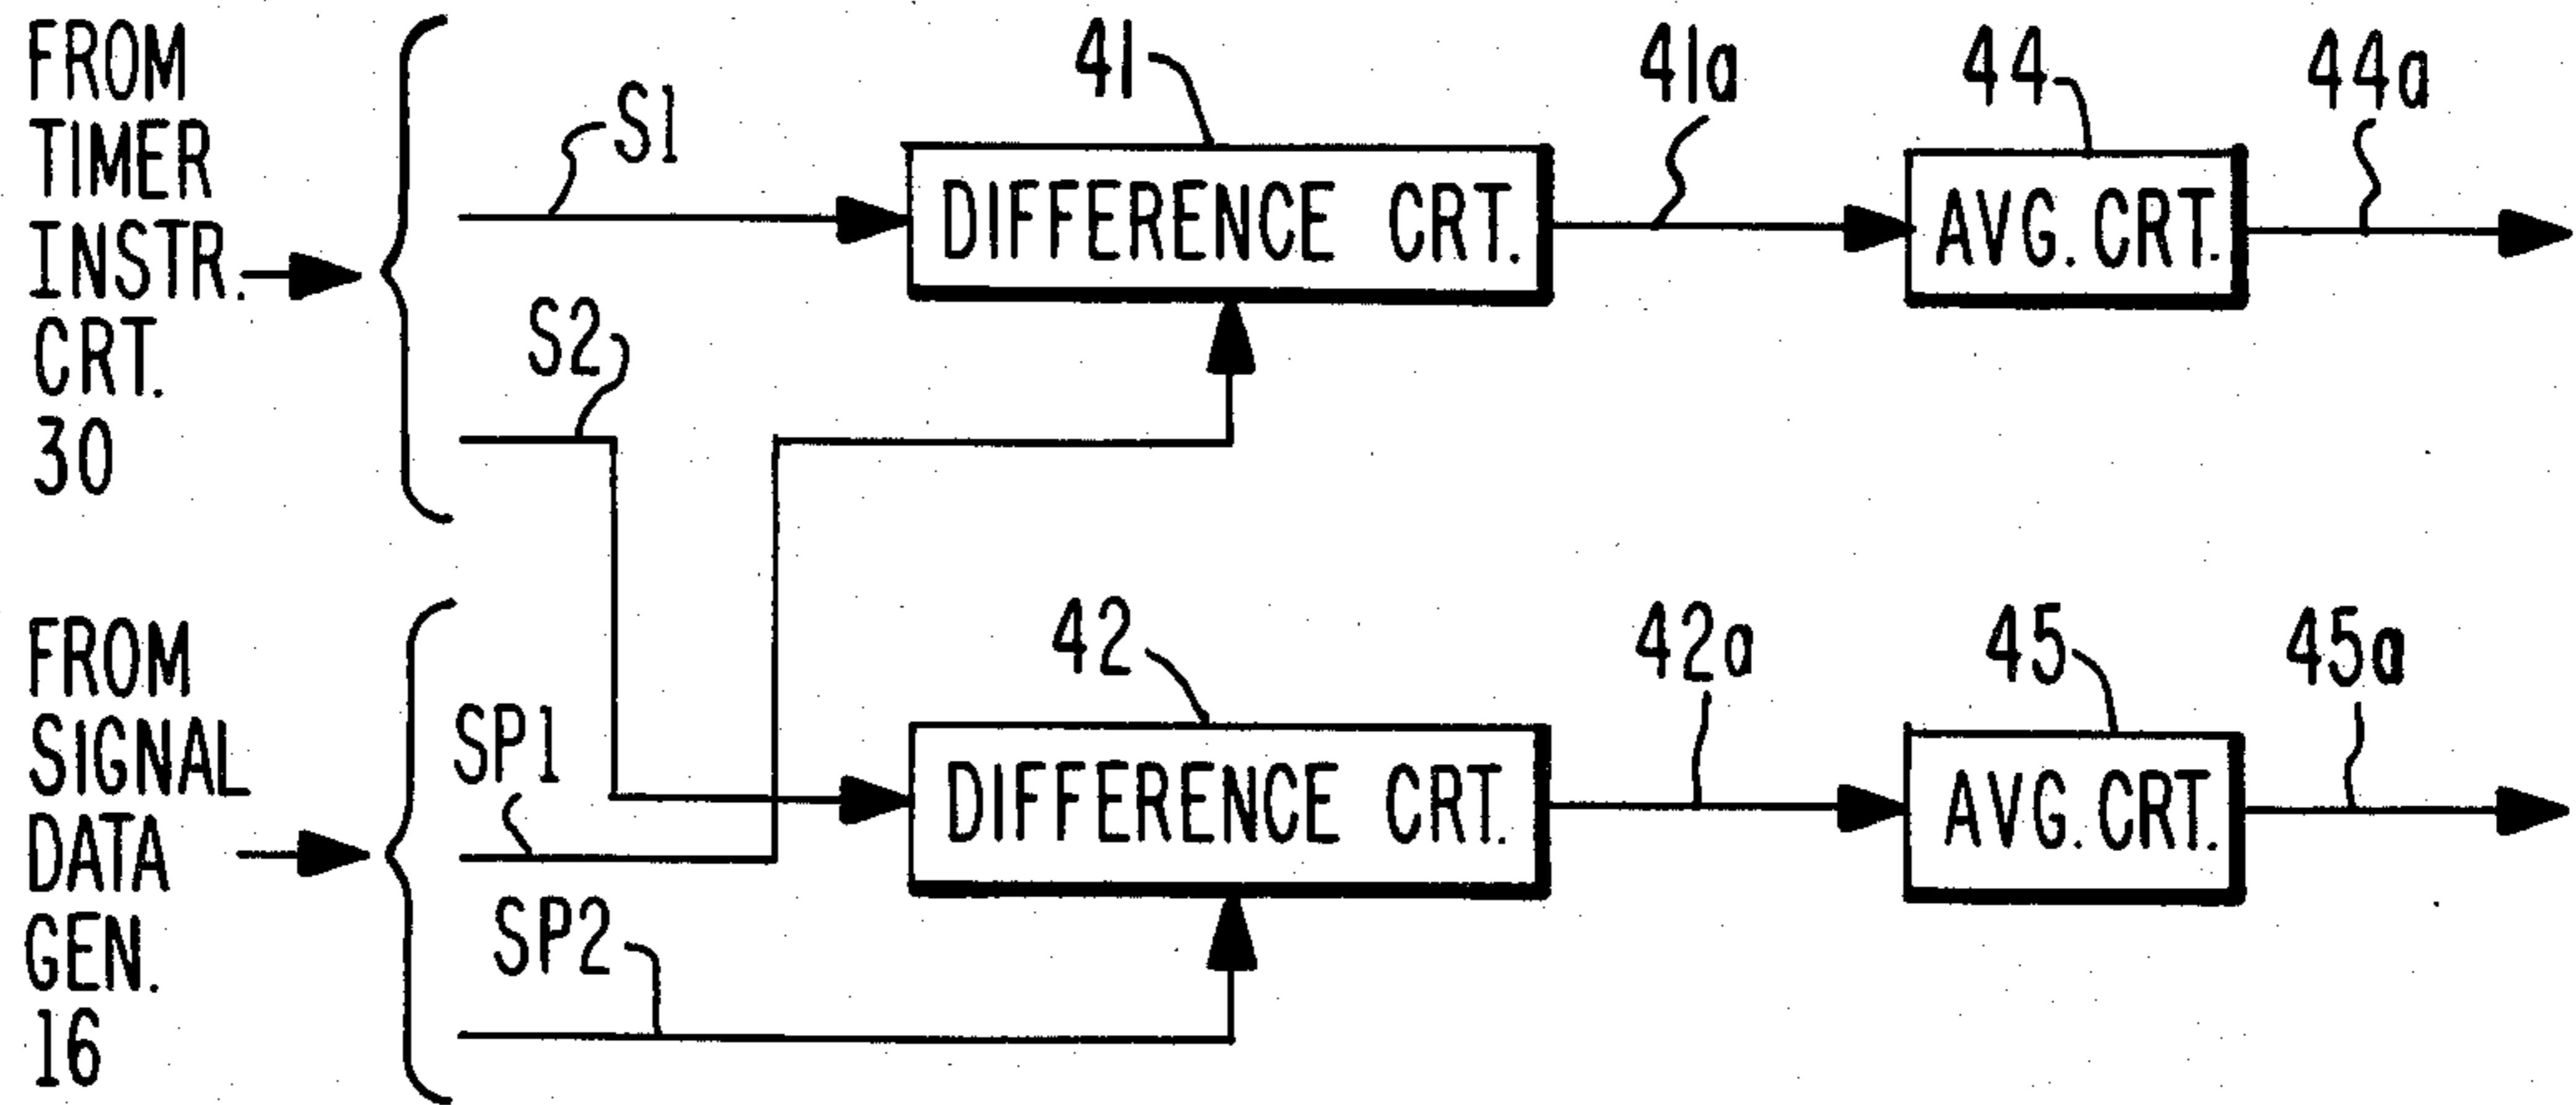 FROM
TIMER
INSTR.
CRT.
30
S1
S2
41
DIFFERENCE CRT.
41a
44
AVG. CRT.
44a
FROM
SIGNAL
DATA
GEN.
16
SP1
SP2
42
DIFFERENCE CRT.
42a
45
AVG. CRT.
45a